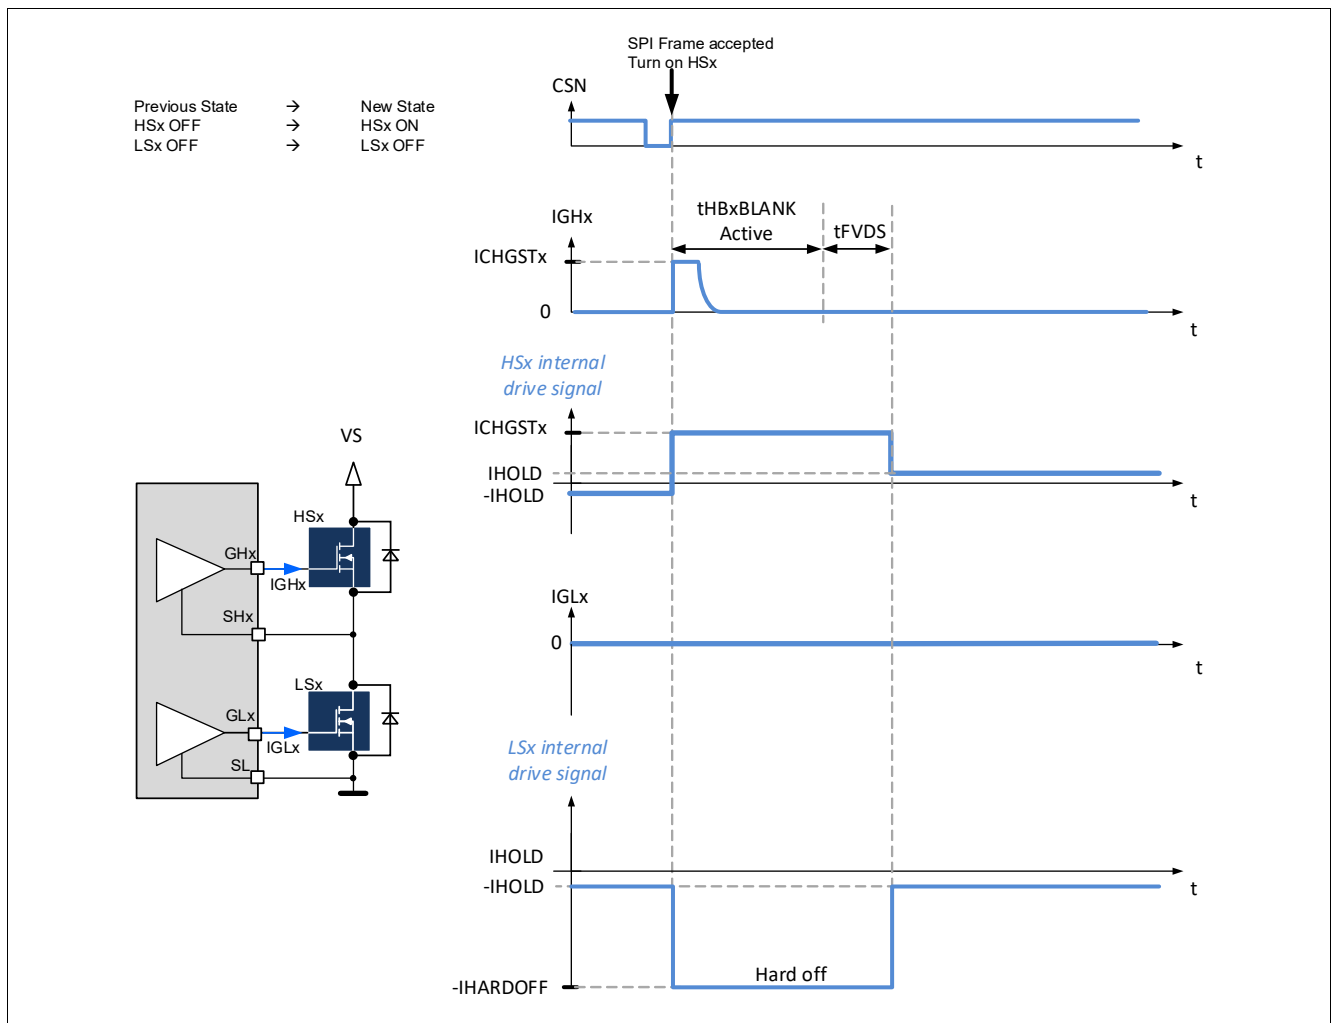 SPI Frame accepted
Turn on HSx
CSN
Previous State → New State
HSx OFF → HSx ON
LSx OFF → LSx OFF
t
IGHx
tHBxBLANK
Active
tFVDS
ICHGSTx
0
t
HSx internal
drive signal
ICHGSTx
IHOLD
-IHOLD
t
VS
HSx
GHx
IGHx
SHx
LSx
GLx
IGLx
SL
IGLx
0
t
LSx internal
drive signal
IHOLD
-IHOLD
t
Hard off
-IHARDOFF